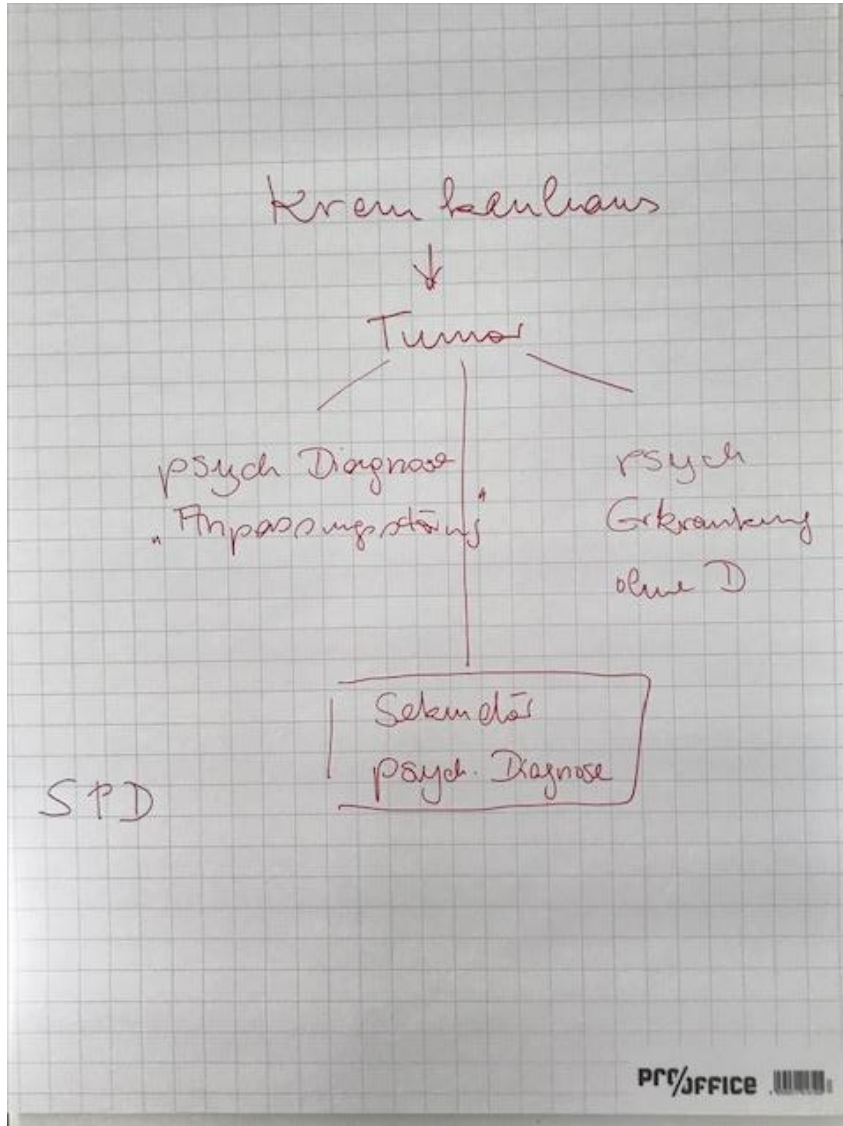 Krankenhaus
Tumor
psych Diagnose
"Anpassungsstörung"
psych
Erkrankung
ohne D
Sekundär
psych. Diagnose
SPD
PRO/OFFICE